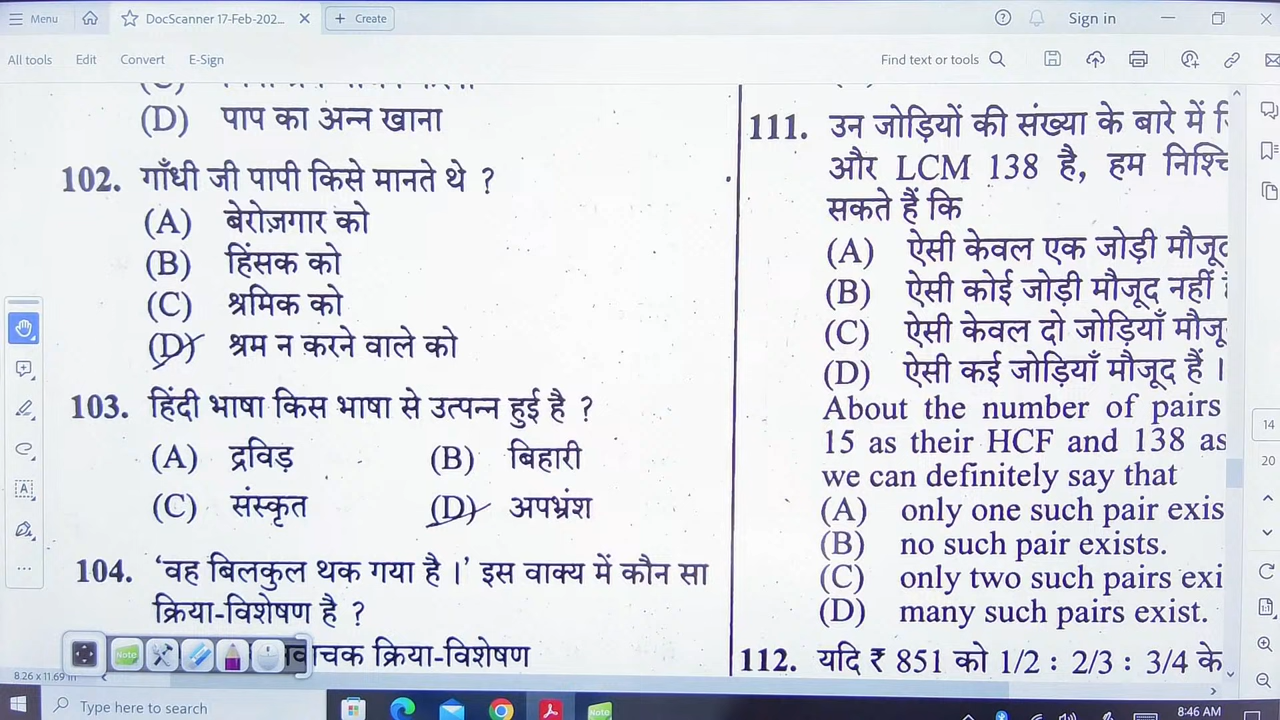 Menu
DocScanner 17-Feb-202...
Create
Sign in
All tools
Edit
Convert
E-Sign
Find text or tools
(D) पाप का अन्न खाना
102. गाँधी जी पापी किसे मानते थे ?
(A) बेरोज़गार को
(B) हिंसक को
(C) श्रमिक को
(D) श्रम न करने वाले को
103. हिंदी भाषा किस भाषा से उत्पन्न हुई है ?
(A) द्रविड़ (B) बिहारी
(C) संस्कृत (D) अपभ्रंश
104. ‘वह बिलकुल थक गया है ।’ इस वाक्य में कौन सा
क्रिया-विशेषण है ?
क्रिया-विशेषण
111. उन जोड़ियों की संख्या के बारे में
और LCM 138 है, हम
सकते हैं कि
(A) ऐसी केवल एक जोड़ी
(B) ऐसी कोई जोड़ी मौजूद नहीं
(C) ऐसी केवल दो जोड़ियाँ
(D) ऐसी कई जोड़ियाँ मौजूद हैं ।
About the number of pairs
15 as their HCF and 138 as
we can definitely say that
(A) only one such pair exis
(B) no such pair exists.
(C) only two such pairs exi
(D) many such pairs exist.
112. यदि ₹ 851 को 1/2 : 2/3 : 3/4 के
14
20
8.26 x 11.69 in
Note
Type here to search
Note
8:46 AM